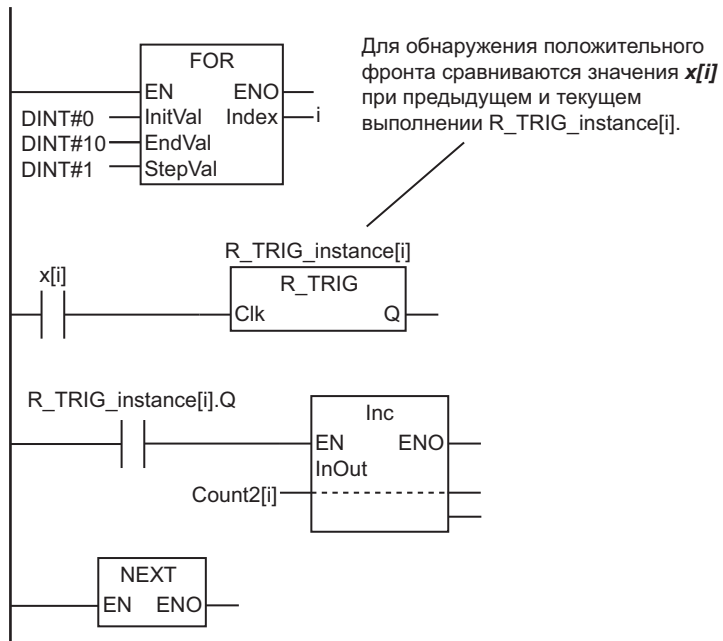 FOR
EN ENO
DINT#0 InitVal Index i
DINT#10 EndVal
DINT#1 StepVal
Для обнаружения положительного
фронта сравниваются значения x[i]
при предыдущем и текущем
выполнении R_TRIG_instance[i].
R_TRIG_instance[i]
x[i]
R_TRIG
Clk Q
R_TRIG_instance[i].Q
Inc
EN ENO
InOut
Count2[i]
NEXT
EN ENO